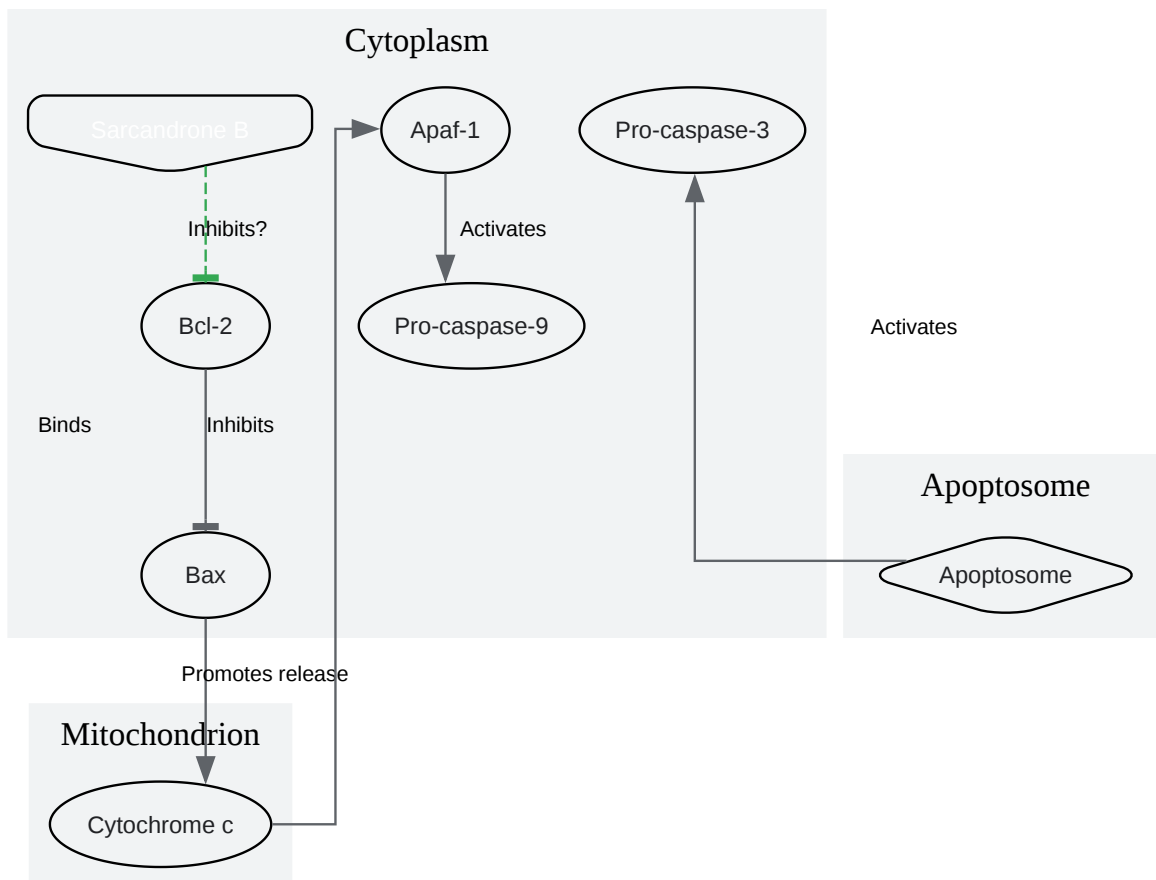 Cytoplasm
Sarcandrone B
Apaf-1
Pro-caspase-3
Inhibits?
Activates
Bcl-2
Pro-caspase-9
Activates
Binds
Inhibits
Apoptosome
Bax
Apoptosome
Promotes release
Mitochondrion
Cytochrome c